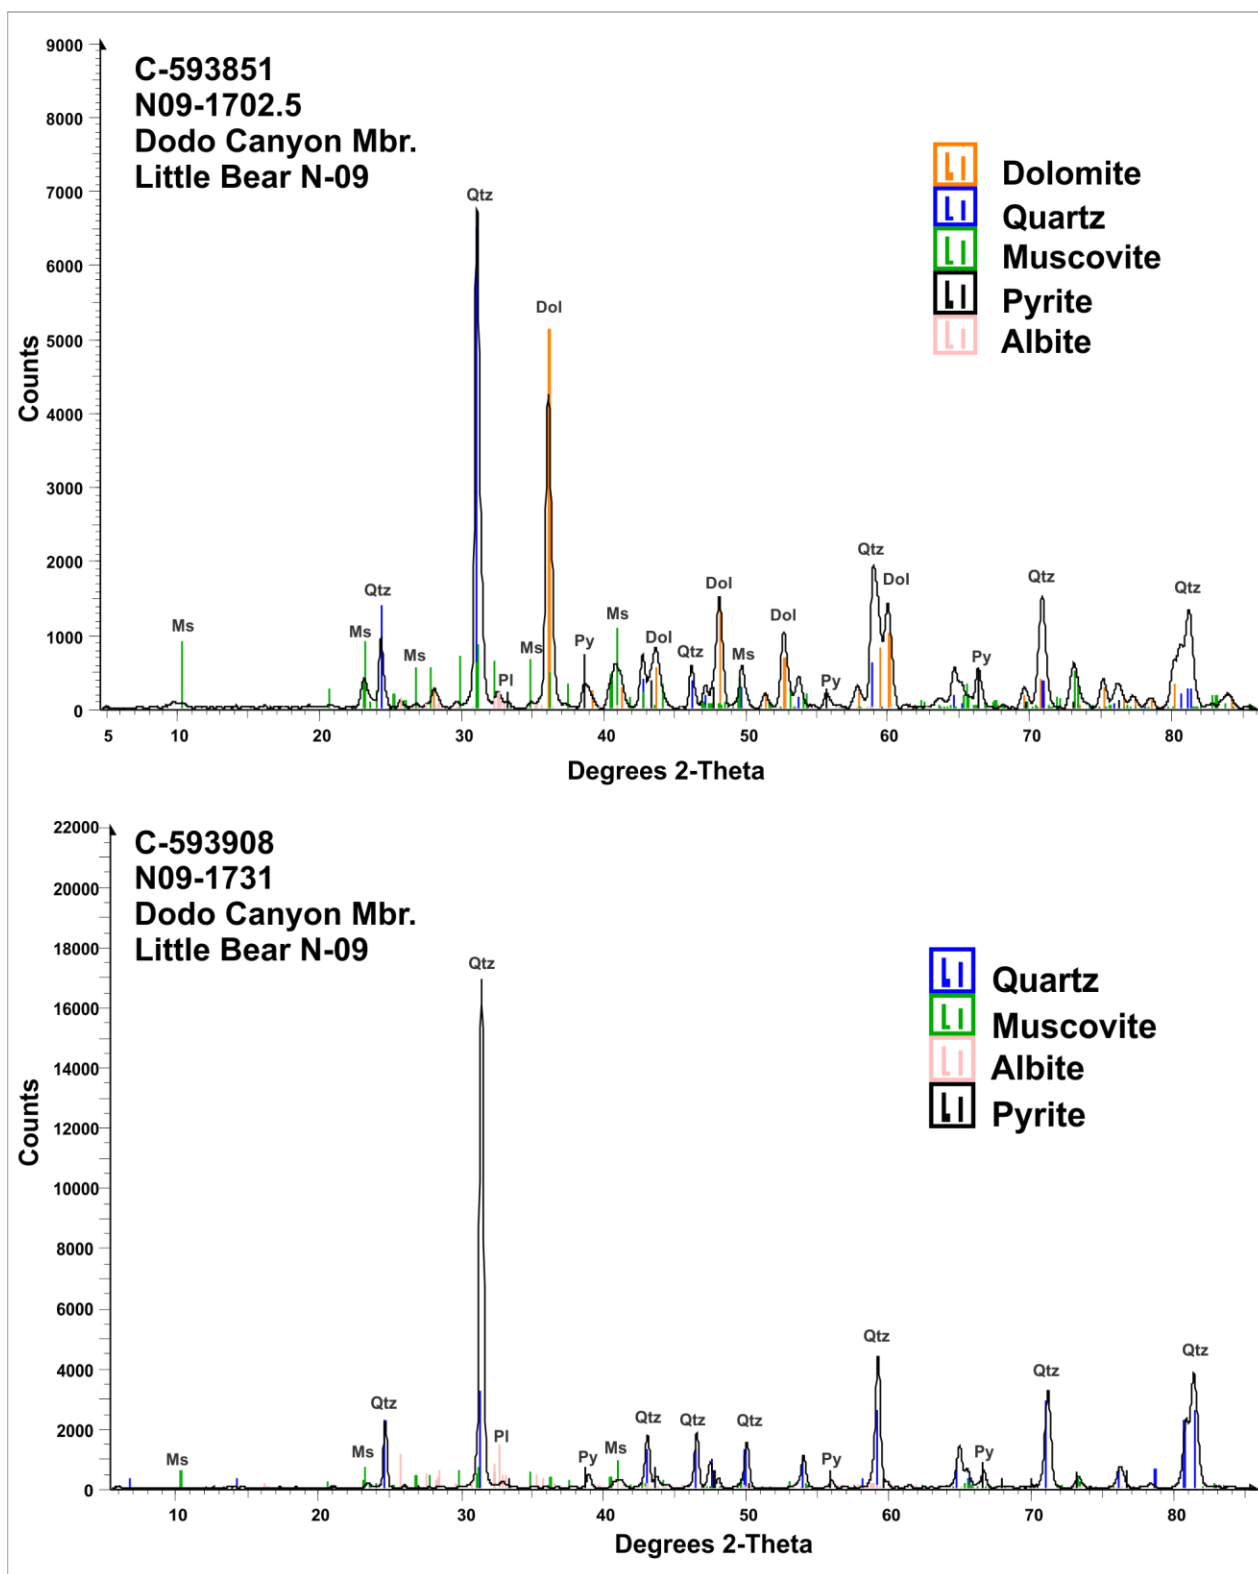 C-593851
N09-1702.5
Dodo Canyon Mbr.
Little Bear N-09
Dolomite
Quartz
Muscovite
Pyrite
Albite
Counts
9000
8000
7000
6000
5000
4000
3000
2000
1000
0
Ms
Ms
Qtz
Ms
Qtz
Pl
Ms
Dol
Py
Ms
Dol
Qtz
Dol
Ms
Dol
Py
Qtz
Dol
Py
Qtz
Qtz
5 10 20 30 40 50 60 70 80
Degrees 2-Theta
C-593908
N09-1731
Dodo Canyon Mbr.
Little Bear N-09
Quartz
Muscovite
Albite
Pyrite
Counts
22000
20000
18000
16000
14000
12000
10000
8000
6000
4000
2000
0
Ms
Ms
Qtz
Qtz
Pl
Py
Ms
Qtz
Qtz
Qtz
Py
Qtz
Py
Qtz
Qtz
10 20 30 40 50 60 70 80
Degrees 2-Theta